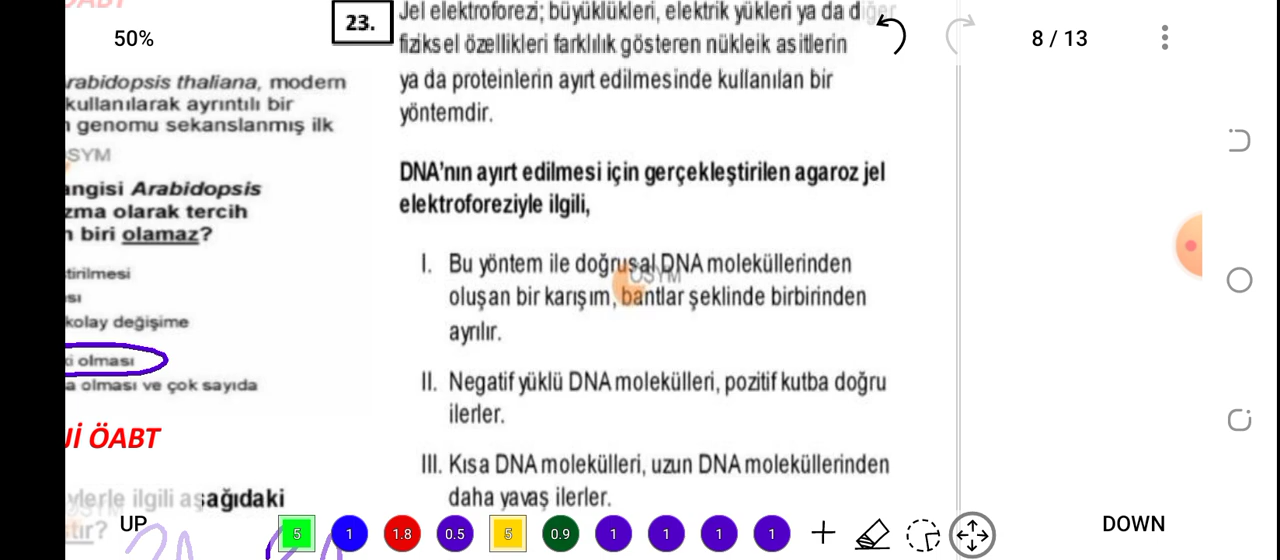 50%
8 / 13
rabidopsis thaliana, modern
kullanılarak ayrıntılı bir
genomu sekanslanmış ilk
SYM
angisi Arabidopsis
zma olarak tercih
n biri olamaz?
tirilmesi
sı
kolay değişime
i olması
a olması ve çok sayıda
Jİ ÖABT
ylerle ilgili aşağıdaki
tır?
23.
Jel elektroforezi; büyüklükleri, elektrik yükleri ya da diğer
fiziksel özellikleri farklılık gösteren nükleik asitlerin
ya da proteinlerin ayırt edilmesinde kullanılan bir
yöntemdir.
DNA'nın ayırt edilmesi için gerçekleştirilen agaroz jel
elektroforeziyle ilgili,
I. Bu yöntem ile doğrusal DNA moleküllerinden
oluşan bir karışım, bantlar şeklinde birbirinden
ayrılır.
ÖSYM
II. Negatif yüklü DNA molekülleri, pozitif kutba doğru
ilerler.
III. Kısa DNA molekülleri, uzun DNA moleküllerinden
daha yavaş ilerler.
UP
5 1 1.8 0.5 5 0.9 1 1 1 1
DOWN